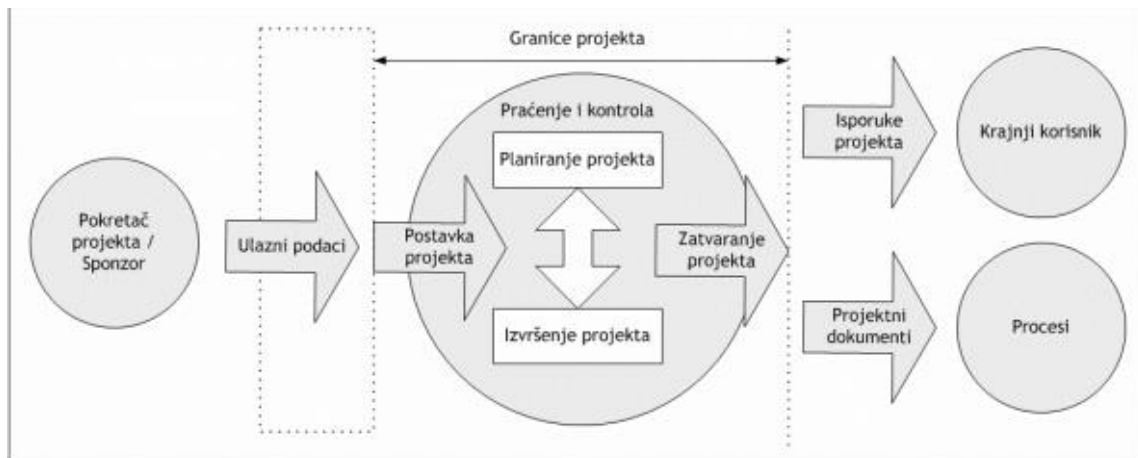 Granice projekta
Pokretač
projekta /
Sponzor
Ulazni podaci
Postavka
projekta
Praćenje i kontrola
Planiranje projekta
Izvršenje projekta
Zatvaranje
projekta
Isporuke
projekta
Krajnji korisnik
Projektni
dokumenti
Procesi